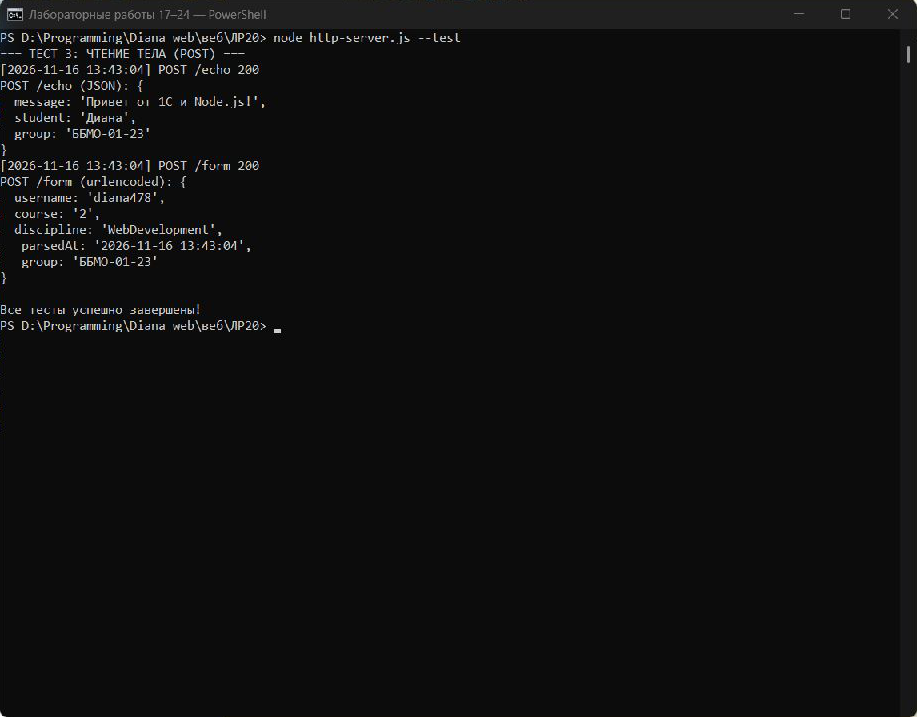 Лабораторные работы 17–24 — PowerShell
PS D:\Programming\Diana web\веб\ЛР20> node http-server.js --test
--- ТЕСТ 3: ЧТЕНИЕ ТЕЛА (POST) ---
[2026-11-16 13:43:04] POST /echo 200
POST /echo (JSON): {
  message: 'Привет от 1С и Node.js!',
  student: 'Диана',
  group: 'ББМО-01-23'
}
[2026-11-16 13:43:04] POST /form 200
POST /form (urlencoded): {
  username: 'diana478',
  course: '2',
  discipline: 'WebDevelopment',
   parsedAt: '2026-11-16 13:43:04',
   group: 'ББМО-01-23'
}
Все тесты успешно завершены!
PS D:\Programming\Diana web\веб\ЛР20>